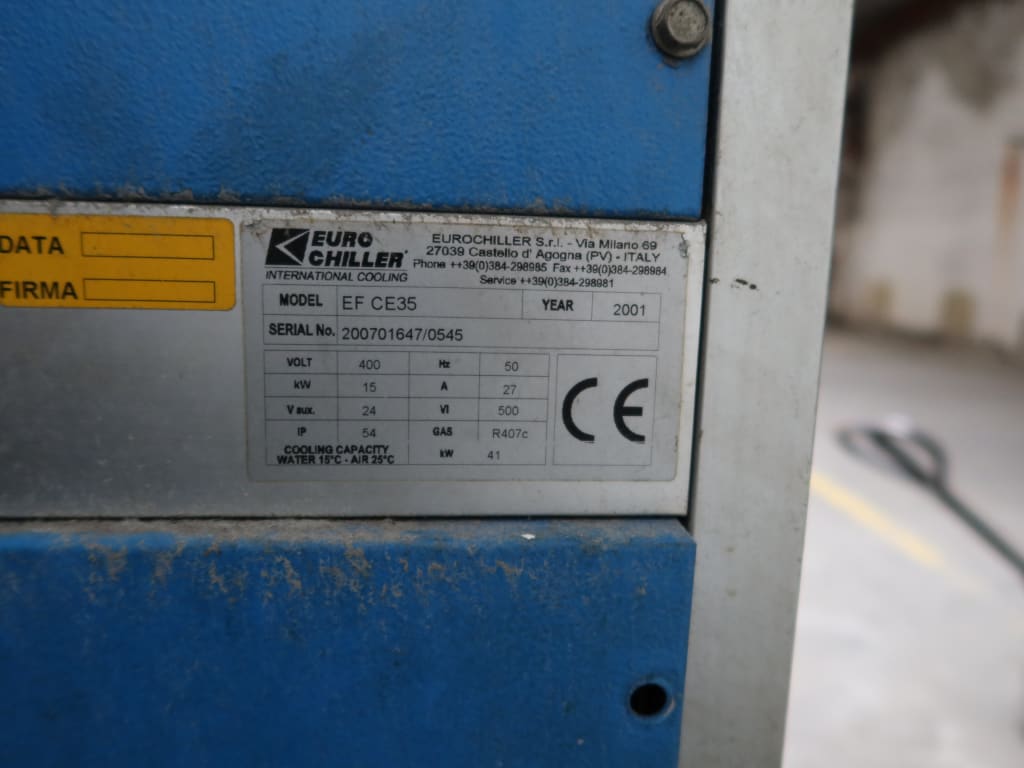 DATA
FIRMA
EURO
CHILLER
INTERNATIONAL COOLING
EUROCHILLER S.r.l. - Via Milano 69
27039 Castello d' Agogna (PV) - ITALY
Phone ++39(0)384-298985 Fax ++39(0)384-298984
Service ++39(0)384-298981
MODEL EF CE35 YEAR 2001
SERIAL No. 200701647/0545
VOLT 400 Hz 50
kW 15 A 27
V aux. 24 VI 500
IP 54 GAS R407c
COOLING CAPACITY
WATER 15°C - AIR 25°C kW 41
CE